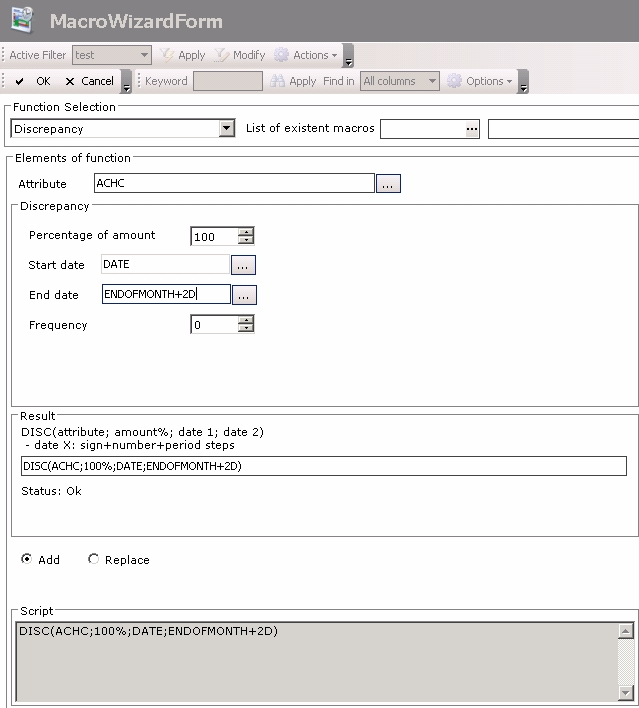 MacroWizardForm
Active Filter test Apply Modify Actions
OK Cancel Keyword Apply Find in All columns Options
Function Selection
Discrepancy List of existent macros ...
Elements of function
Attribute ACHC ...
Discrepancy
Percentage of amount 100
Start date DATE ...
End date ENDOFMONTH+2D ...
Frequency 0
Result
DISC(attribute; amount%; date 1; date 2)
- date X: sign+number+period steps
DISC(ACHC;100%;DATE;ENDOFMONTH+2D)
Status: Ok
Add Replace
Script
DISC(ACHC;100%;DATE;ENDOFMONTH+2D)